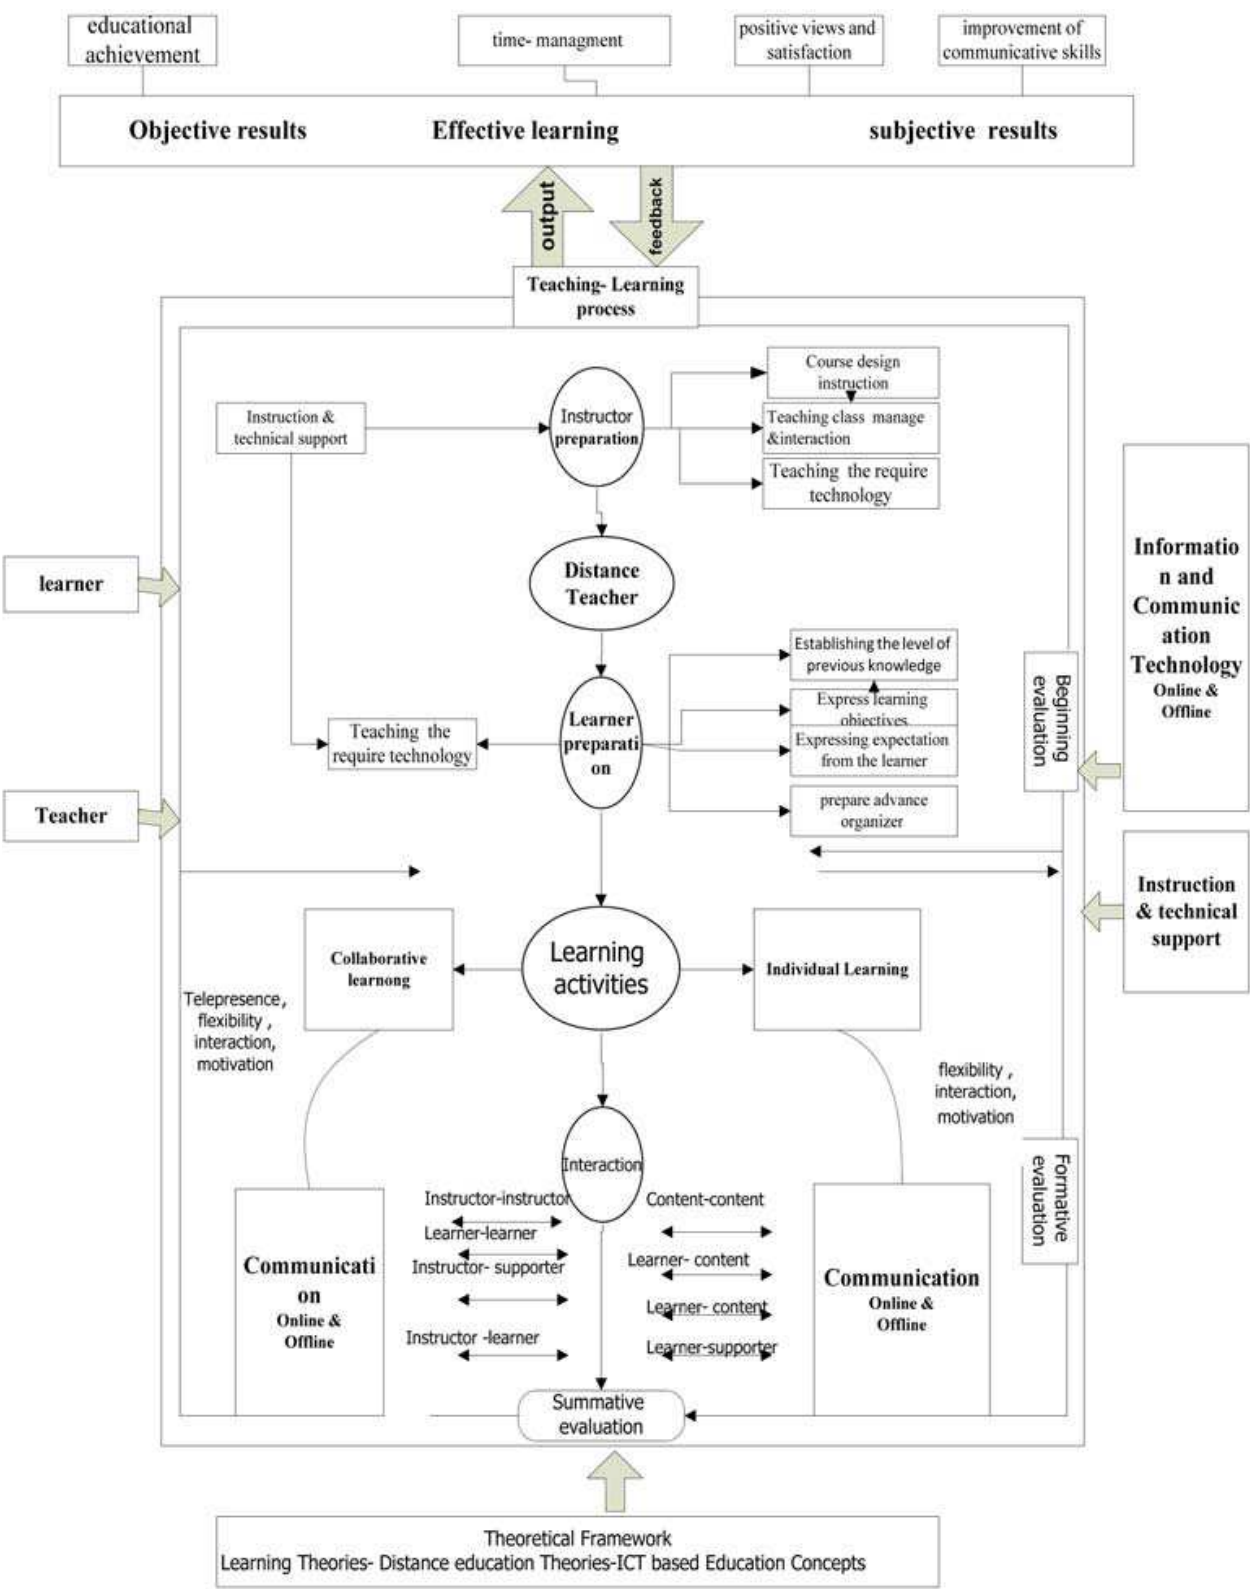 educational
achievement
time- managment
positive views and
satisfaction
improvement of
communicative skills
Objective results
Effective learning
subjective results
output
feedback
Teaching- Learning
process
Instruction &
technical support
Instructor
preparation
Course design
instruction
Teaching class manage
&interaction
Teaching the require
technology
Distance
Teacher
learner
Teacher
Informatio
n and
Communic
ation
Technology
Online &
Offline
Instruction
& technical
support
Learner
preparati
on
Teaching the
require technology
Establishing the level of
previous knowledge
Express learning
objectives
Expressing expectation
from the learner
prepare advance
organizer
Beginning
evaluation
Learning
activities
Collaborative
learnong
Individual Learning
Telepresence,
flexibility ,
interaction,
motivation
flexibility ,
interaction,
motivation
Formative
evaluation
Interaction
Instructor-instructor
Learner-learner
Instructor- supporter
Instructor -learner
Content-content
Learner- content
Learner- content
Learner-supporter
Communicati
on
Online &
Offline
Communication
Online &
Offline
Summative
evaluation
Theoretical Framework
Learning Theories- Distance education Theories-ICT based Education Concepts